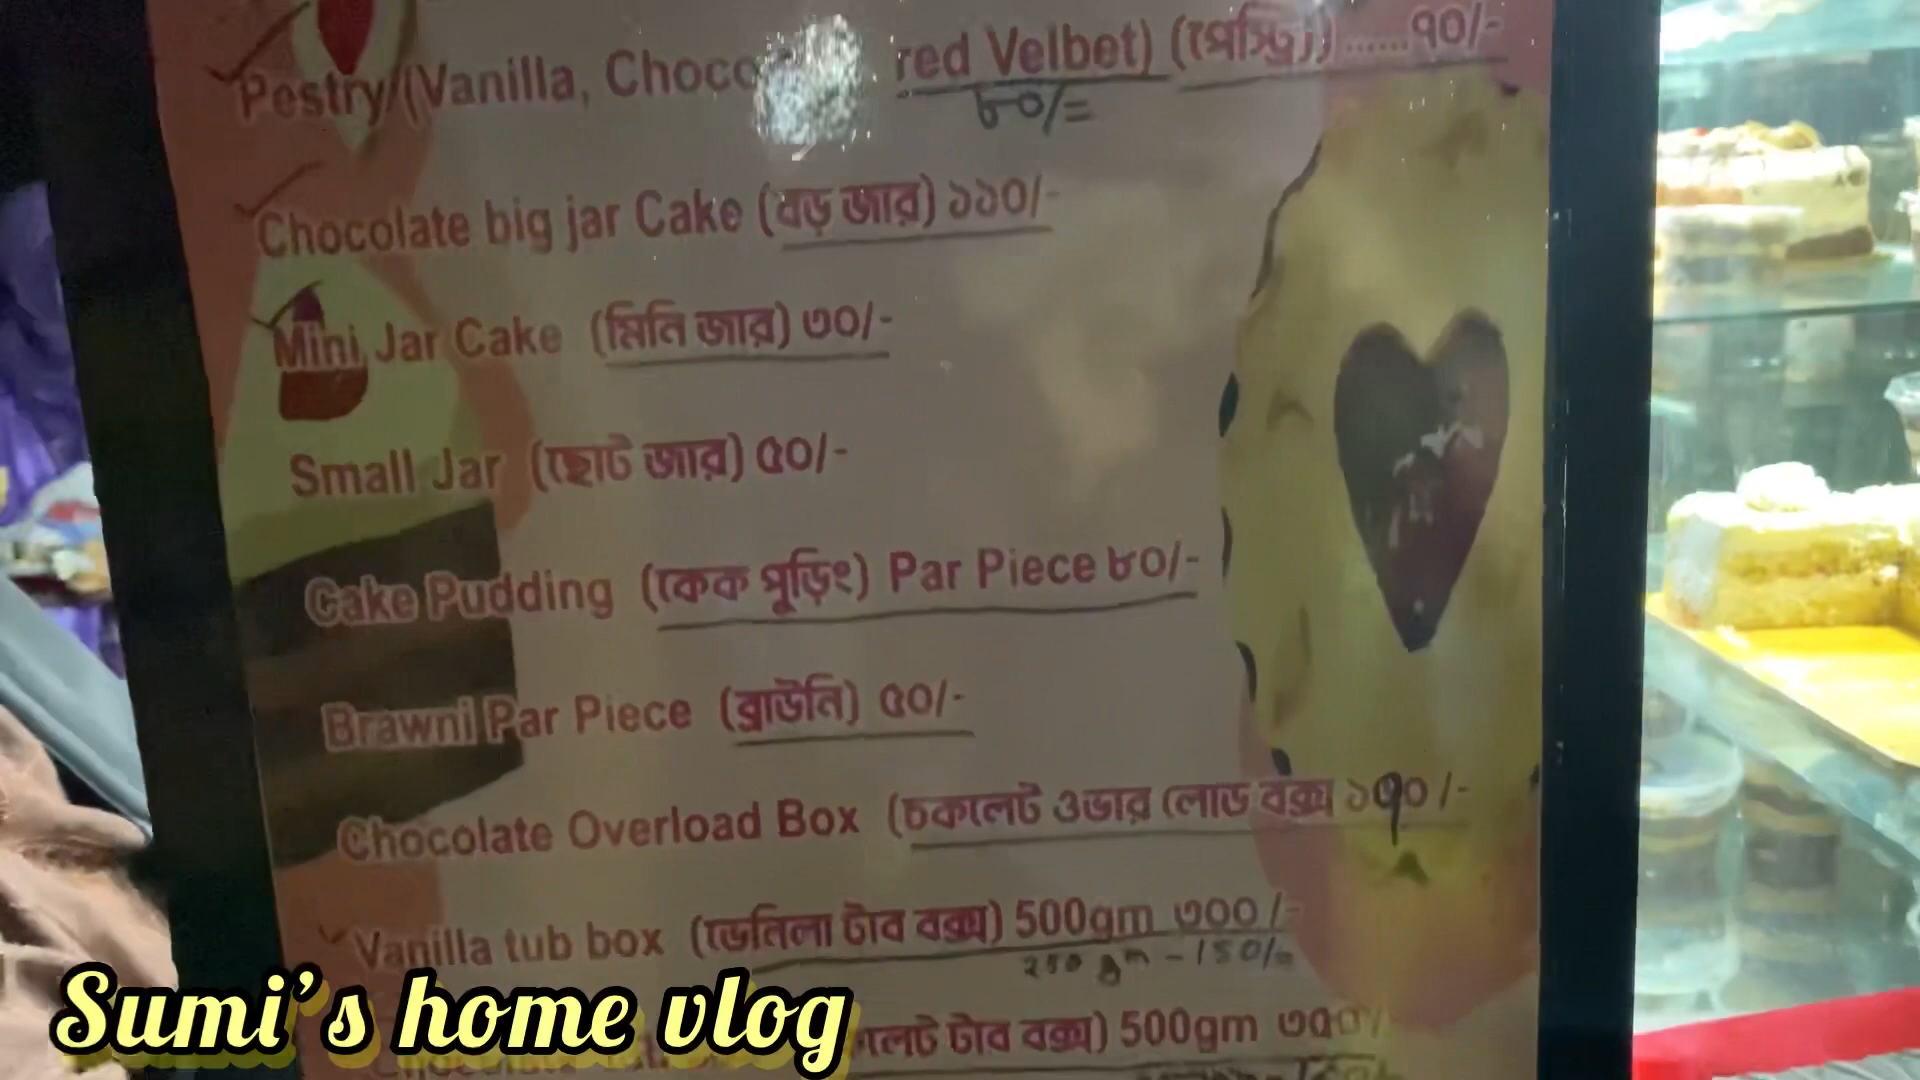 Pestry (Vanilla, red Velbet) (পেস্ট্রি) ......৭০/-
৮০/=
Chocolate big jar Cake (বড় জার) ১১০/-
Mini Jar Cake (মিনি জার) ৩০/-
Small Jar (ছোট জার) ৫০/-
Cake Pudding (কেক পুডিং) Par Piece ৮০/-
Brawni Par Piece (ব্রাউনি) ৫০/-
Chocolate Overload Box (চকলেট ওভার লোড বক্স ১৭০/-
Vanilla tub box (ভেনিলা টাব বক্স) 500gm ৩০০/-
250 gm - 150/=
টাব বক্স) 500gm ৩৫০/
Sumi's home vlog